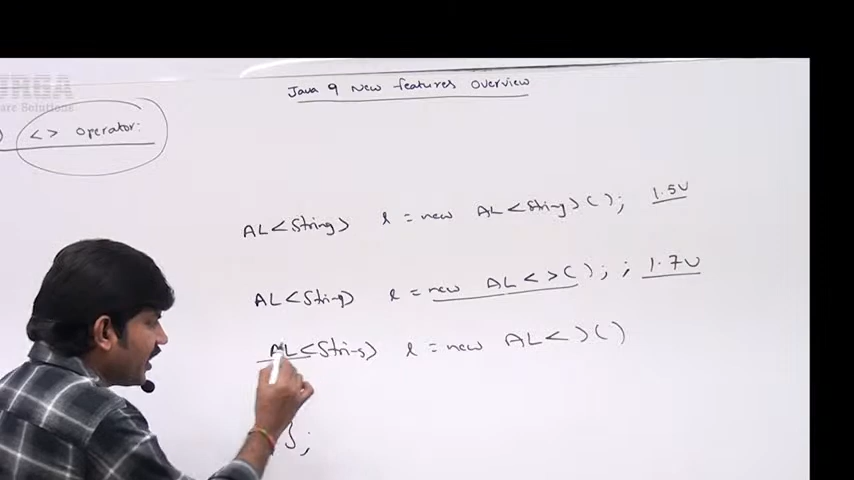 Java 9 New features Overview
<> operator:
AL<String> l = new AL<String>(); 1.5V
AL<String> l = new AL<>(); ; 1.7V
AL<String> l = new AL<>()
};